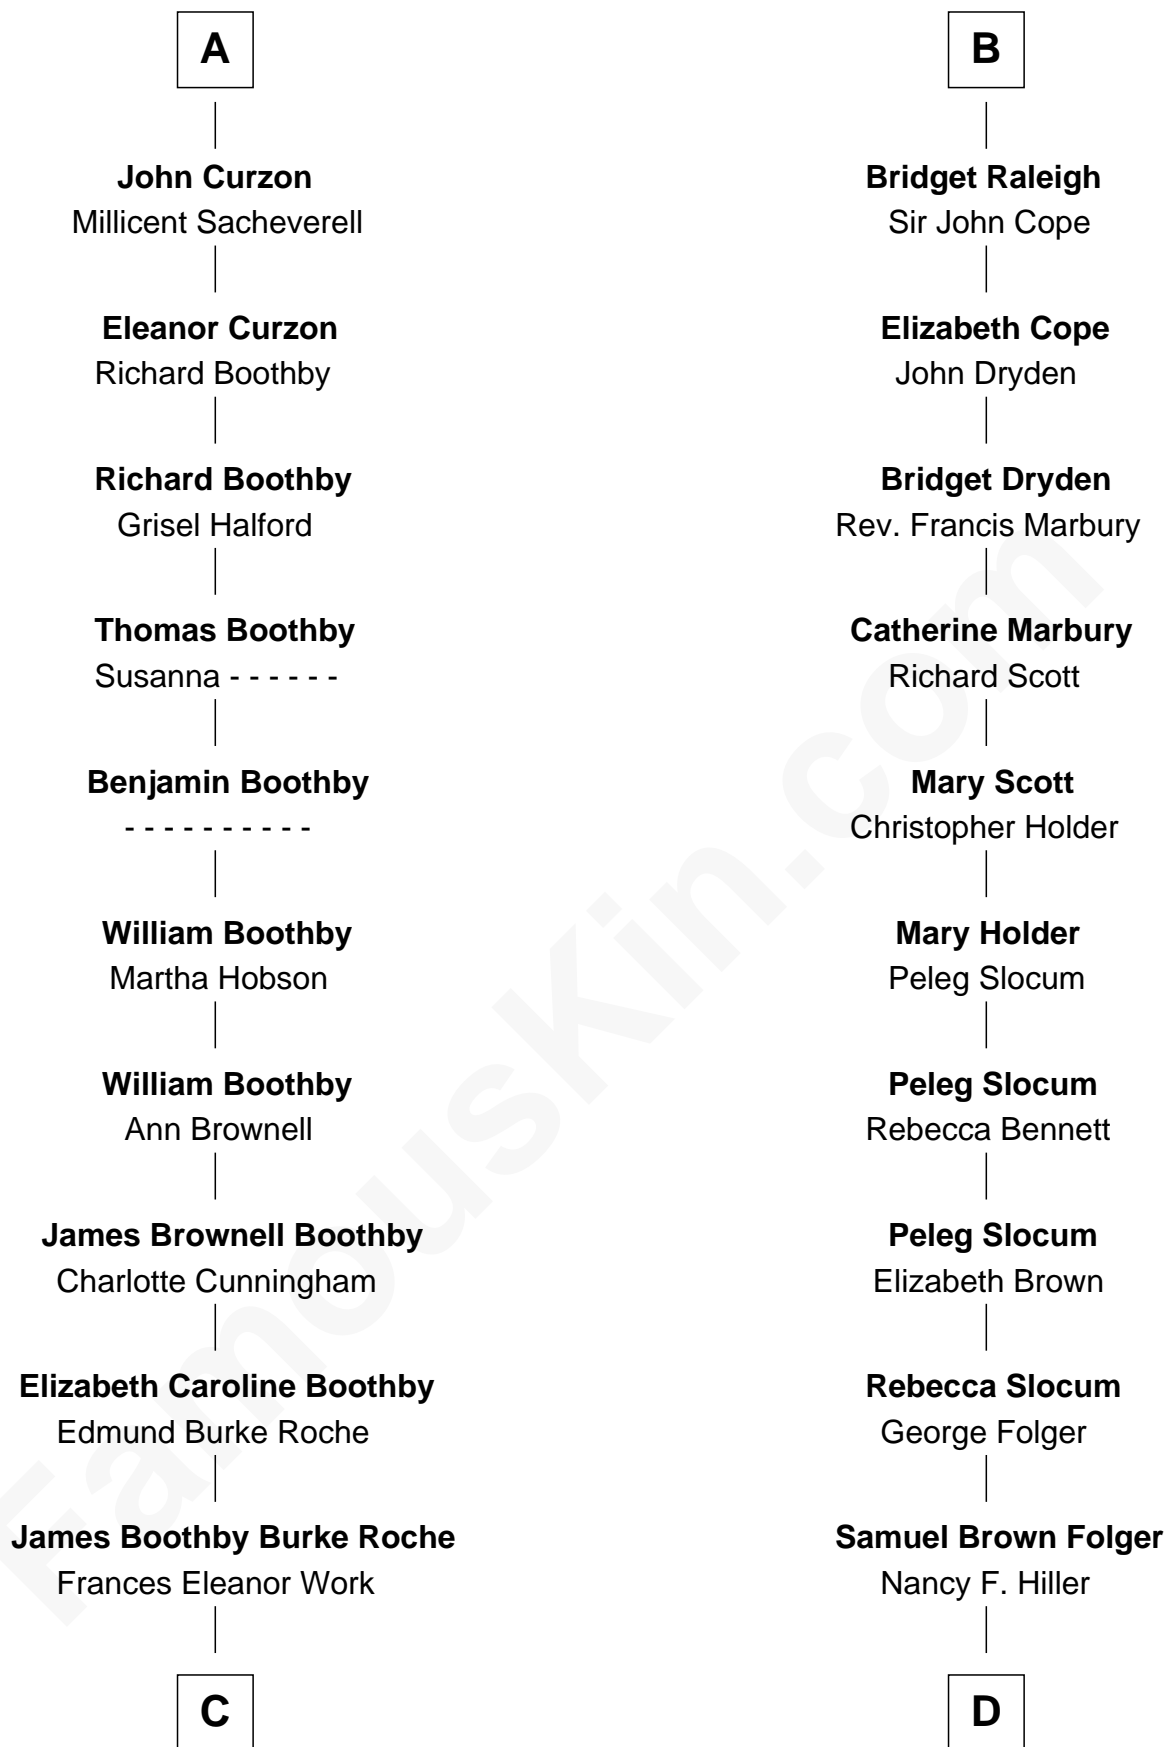 A
John Curzon
Millicent Sacheverell
Eleanor Curzon
Richard Boothby
Richard Boothby
Grisel Halford
Thomas Boothby
Susanna - - - - - -
Benjamin Boothby
- - - - - - - - - -
William Boothby
Martha Hobson
William Boothby
Ann Brownell
James Brownell Boothby
Charlotte Cunningham
Elizabeth Caroline Boothby
Edmund Burke Roche
James Boothby Burke Roche
Frances Eleanor Work
C
B
Bridget Raleigh
Sir John Cope
Elizabeth Cope
John Dryden
Bridget Dryden
Rev. Francis Marbury
Catherine Marbury
Richard Scott
Mary Scott
Christopher Holder
Mary Holder
Peleg Slocum
Peleg Slocum
Rebecca Bennett
Peleg Slocum
Elizabeth Brown
Rebecca Slocum
George Folger
Samuel Brown Folger
Nancy F. Hiller
D
FamousKin.com